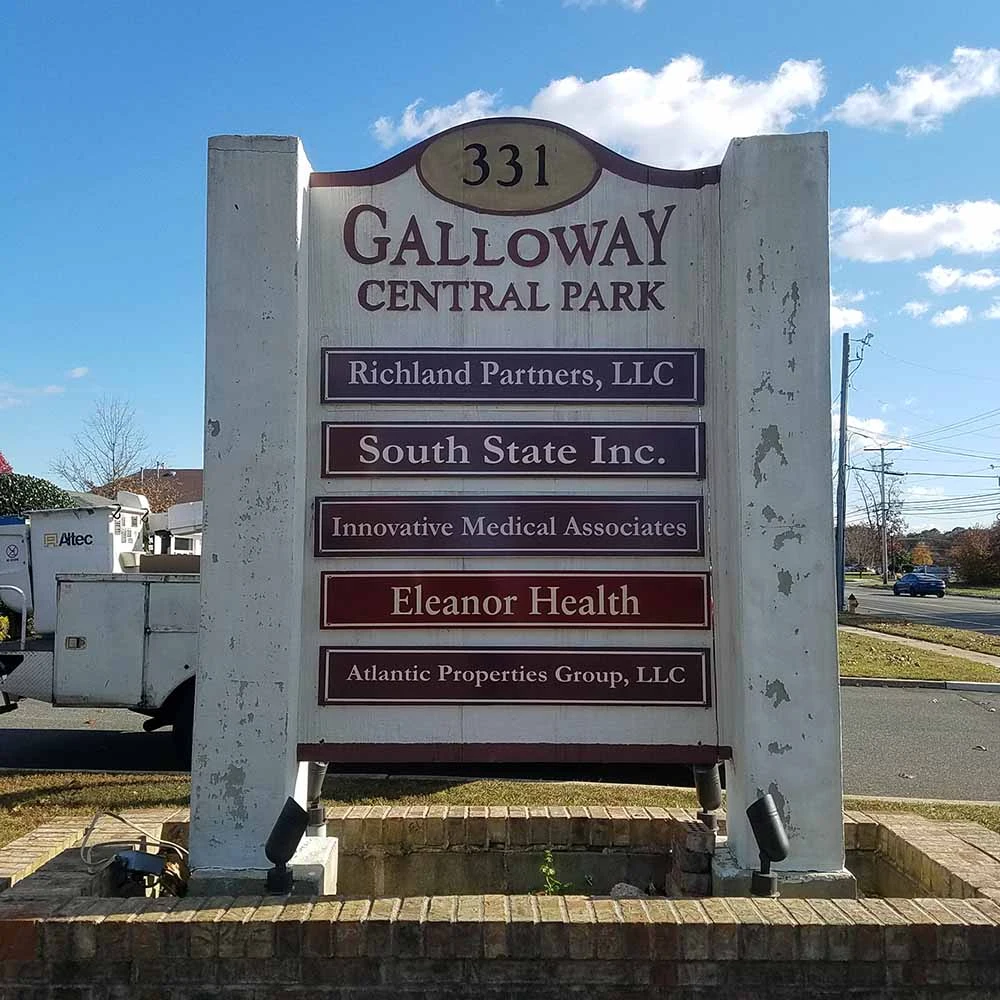 331
GALLOWAY
CENTRAL PARK
Richland Partners, LLC
South State Inc.
Innovative Medical Associates
Eleanor Health
Atlantic Properties Group, LLC
Altec